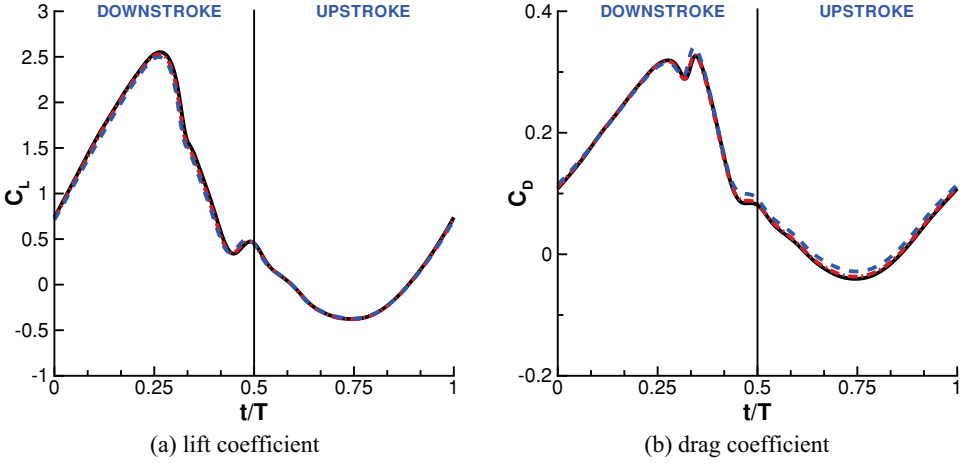 DOWNSTROKE UPSTROKE
3
2.5
2
1.5
1
0.5
0
-0.5
-1
C_L
0 0.25 0.5 0.75 1
t/T
(a) lift coefficient
DOWNSTROKE UPSTROKE
0.4
0.2
0
-0.2
C_D
0 0.25 0.5 0.75 1
t/T
(b) drag coefficient